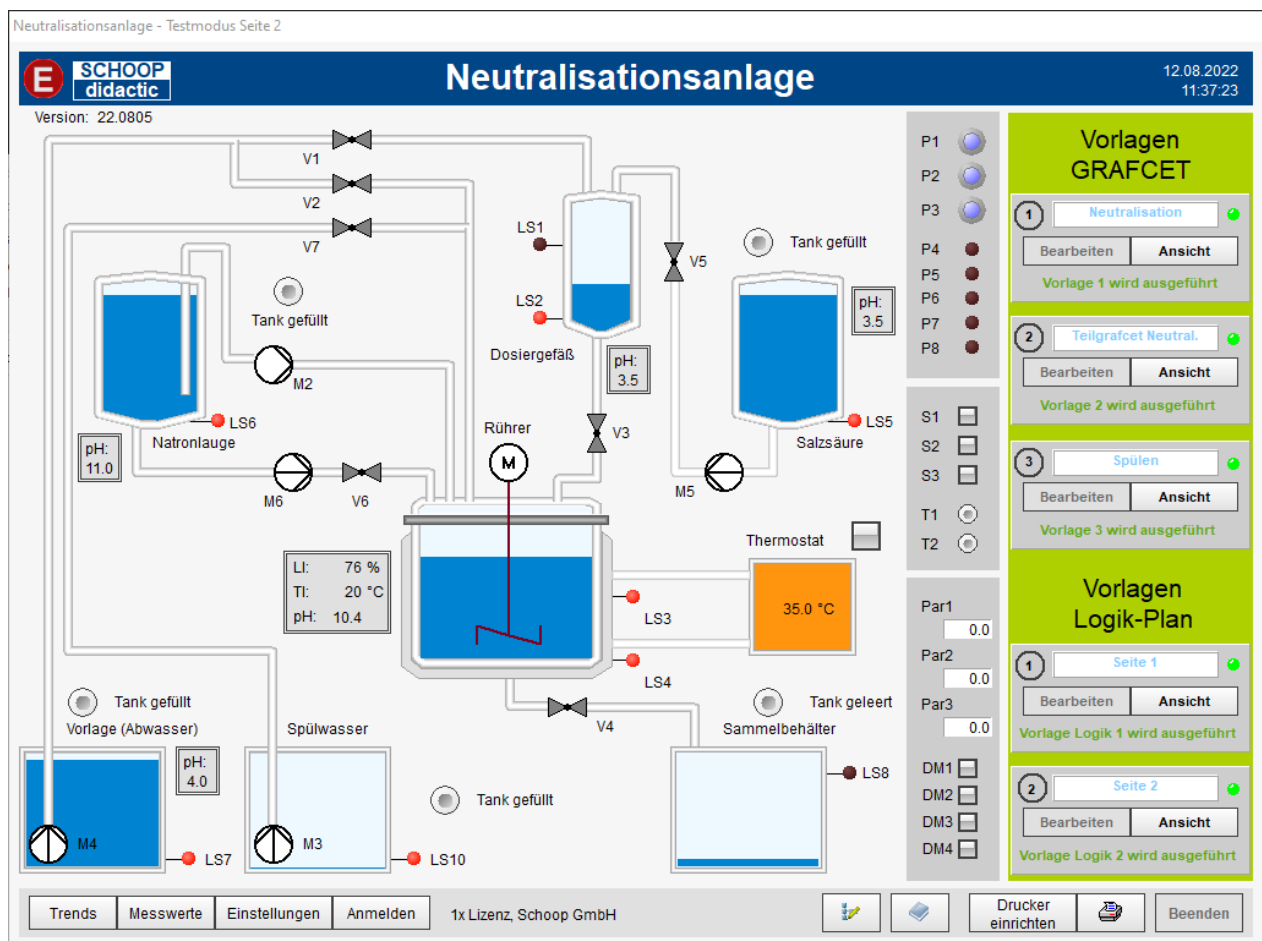 Neutralisationsanlage - Testmodus Seite 2
E SCHOOP didactic
Neutralisationsanlage
12.08.2022
11:37:23
Version: 22.0805
V1
V2
V7
LS1
LS2
Dosiergefäß
pH:
3.5
V5
Tank gefüllt
pH:
3.5
LS5
Salzsäure
Tank gefüllt
M2
LS6
Natronlauge
pH:
11.0
M6
V6
Rührer
M
V3
M5
Thermostat
35.0 °C
LI: 76 %
TI: 20 °C
pH: 10.4
LS3
LS4
V4
Tank gefüllt
Vorlage (Abwasser)
pH:
4.0
M4
LS7
Spülwasser
M3
LS10
Tank gefüllt
Tank geleert
Sammelbehälter
LS8
P1
P2
P3
P4
P5
P6
P7
P8
S1
S2
S3
T1
T2
Par1
0.0
Par2
0.0
Par3
0.0
DM1
DM2
DM3
DM4
Vorlagen
GRAFCET
1 Neutralisation
Bearbeiten Ansicht
Vorlage 1 wird ausgeführt
2 Teilgrafcet Neutral.
Bearbeiten Ansicht
Vorlage 2 wird ausgeführt
3 Spülen
Bearbeiten Ansicht
Vorlage 3 wird ausgeführt
Vorlagen
Logik-Plan
1 Seite 1
Bearbeiten Ansicht
Vorlage Logik 1 wird ausgeführt
2 Seite 2
Bearbeiten Ansicht
Vorlage Logik 2 wird ausgeführt
Trends Messwerte Einstellungen Anmelden 1x Lizenz, Schoop GmbH
Drucker
einrichten
Beenden